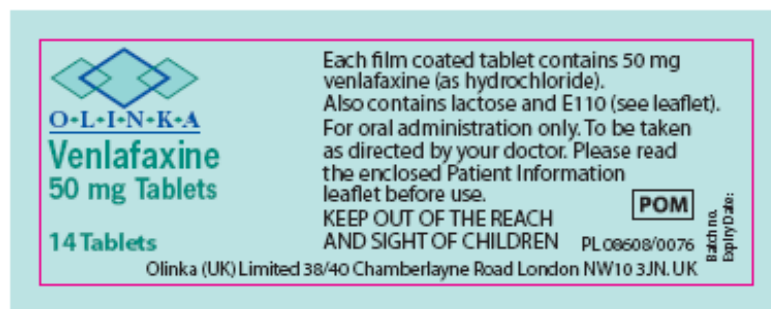 O•L•I•N•K•A
Venlafaxine
50 mg Tablets
14 Tablets
Each film coated tablet contains 50 mg
venlafaxine (as hydrochloride).
Also contains lactose and E110 (see leaflet).
For oral administration only. To be taken
as directed by your doctor. Please read
the enclosed Patient Information
leaflet before use.
KEEP OUT OF THE REACH
AND SIGHT OF CHILDREN
POM
PL 08608/0076
Batch no.
Expiry Date:
Olinka (UK) Limited 38/40 Chamberlayne Road London NW10 3JN. UK